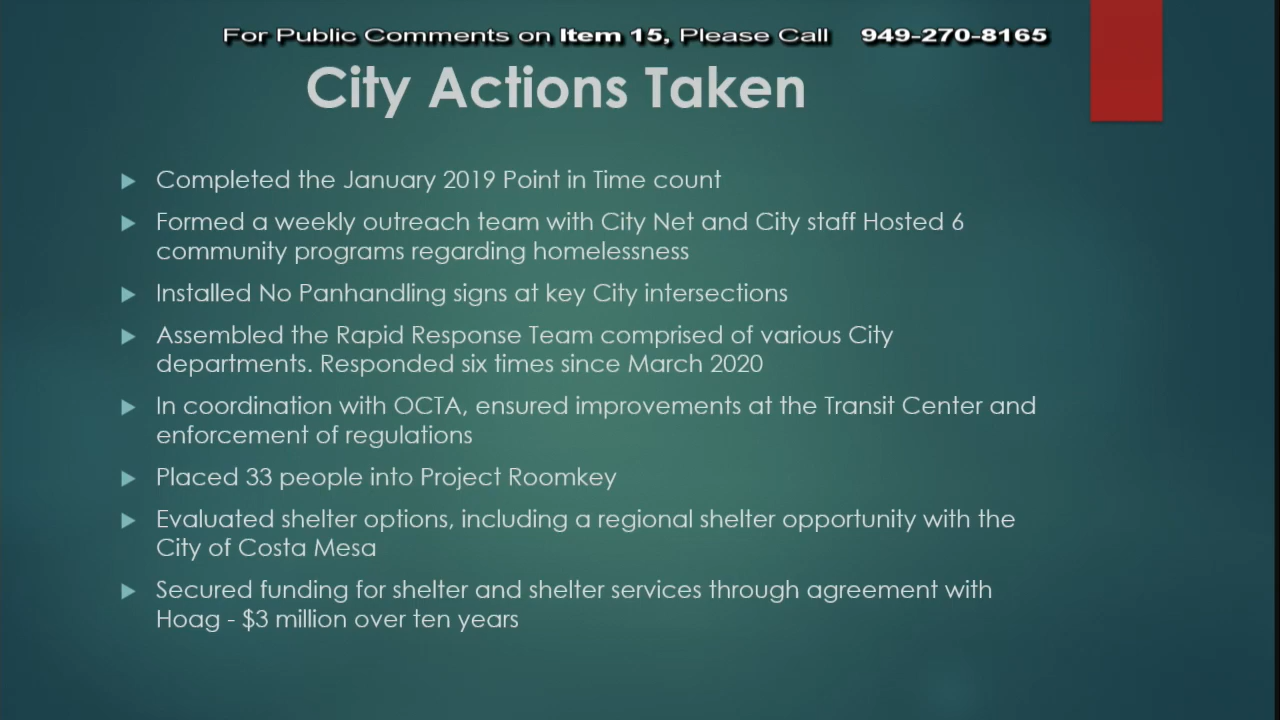 For Public Comments on Item 15, Please Call 949-270-8165
City Actions Taken
Completed the January 2019 Point in Time count
Formed a weekly outreach team with City Net and City staff Hosted 6
community programs regarding homelessness
Installed No Panhandling signs at key City intersections
Assembled the Rapid Response Team comprised of various City
departments. Responded six times since March 2020
In coordination with OCTA, ensured improvements at the Transit Center and
enforcement of regulations
Placed 33 people into Project Roomkey
Evaluated shelter options, including a regional shelter opportunity with the
City of Costa Mesa
Secured funding for shelter and shelter services through agreement with
Hoag - $3 million over ten years